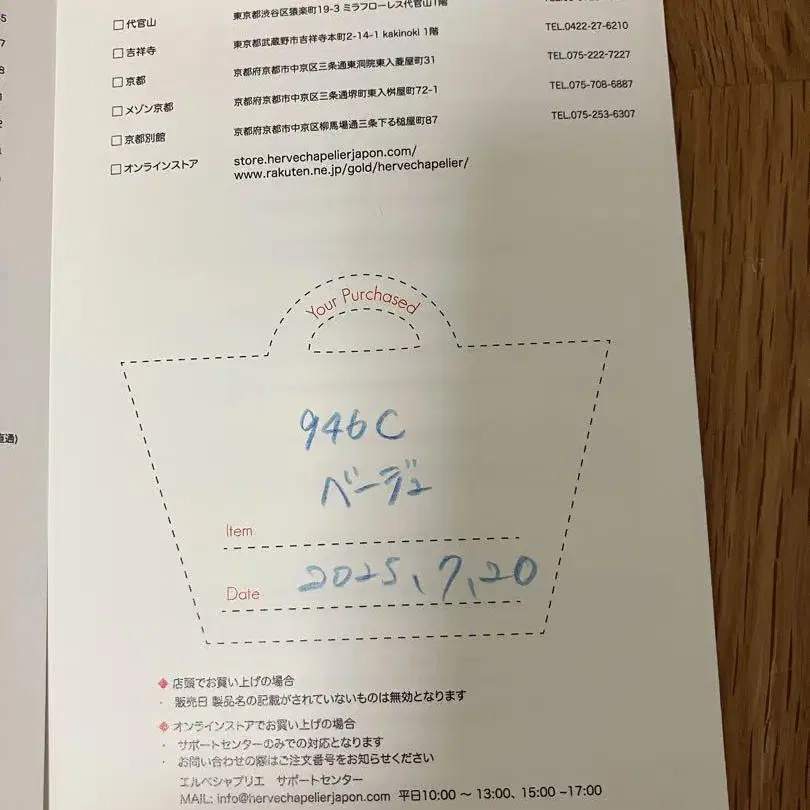 代官山 東京都渋谷区猿楽町19-3 ミラフローレス代官山1階
吉祥寺 東京都武蔵野市吉祥寺本町2-14-1 kakinoki 1階 TEL.0422-27-6210
京都 京都府京都市中京区三条通東洞院東入菱屋町31 TEL.075-222-7227
メゾン京都 京都府京都市中京区三条通堺町東入桝屋町72-1 TEL.075-708-6887
京都別館 京都府京都市中京区柳馬場通三条下る槌屋町87 TEL.075-253-6307
オンラインストア store.hervechapelierjapon.com/
www.rakuten.ne.jp/gold/hervechapelier/
Your Purchased
946C
ベージュ
Item
Date 2025,7,20
店頭でお買い上げの場合
・ 販売日 製品名の記載がされていないものは無効となります
オンラインストアでお買い上げの場合
・ サポートセンターのみでの対応となります
・ お問い合わせの際はご注文番号をお知らせください
エルベシャプリエ サポートセンター
MAIL: info@hervechapelierjapon.com 平日10:00 〜 13:00、15:00 −17:00